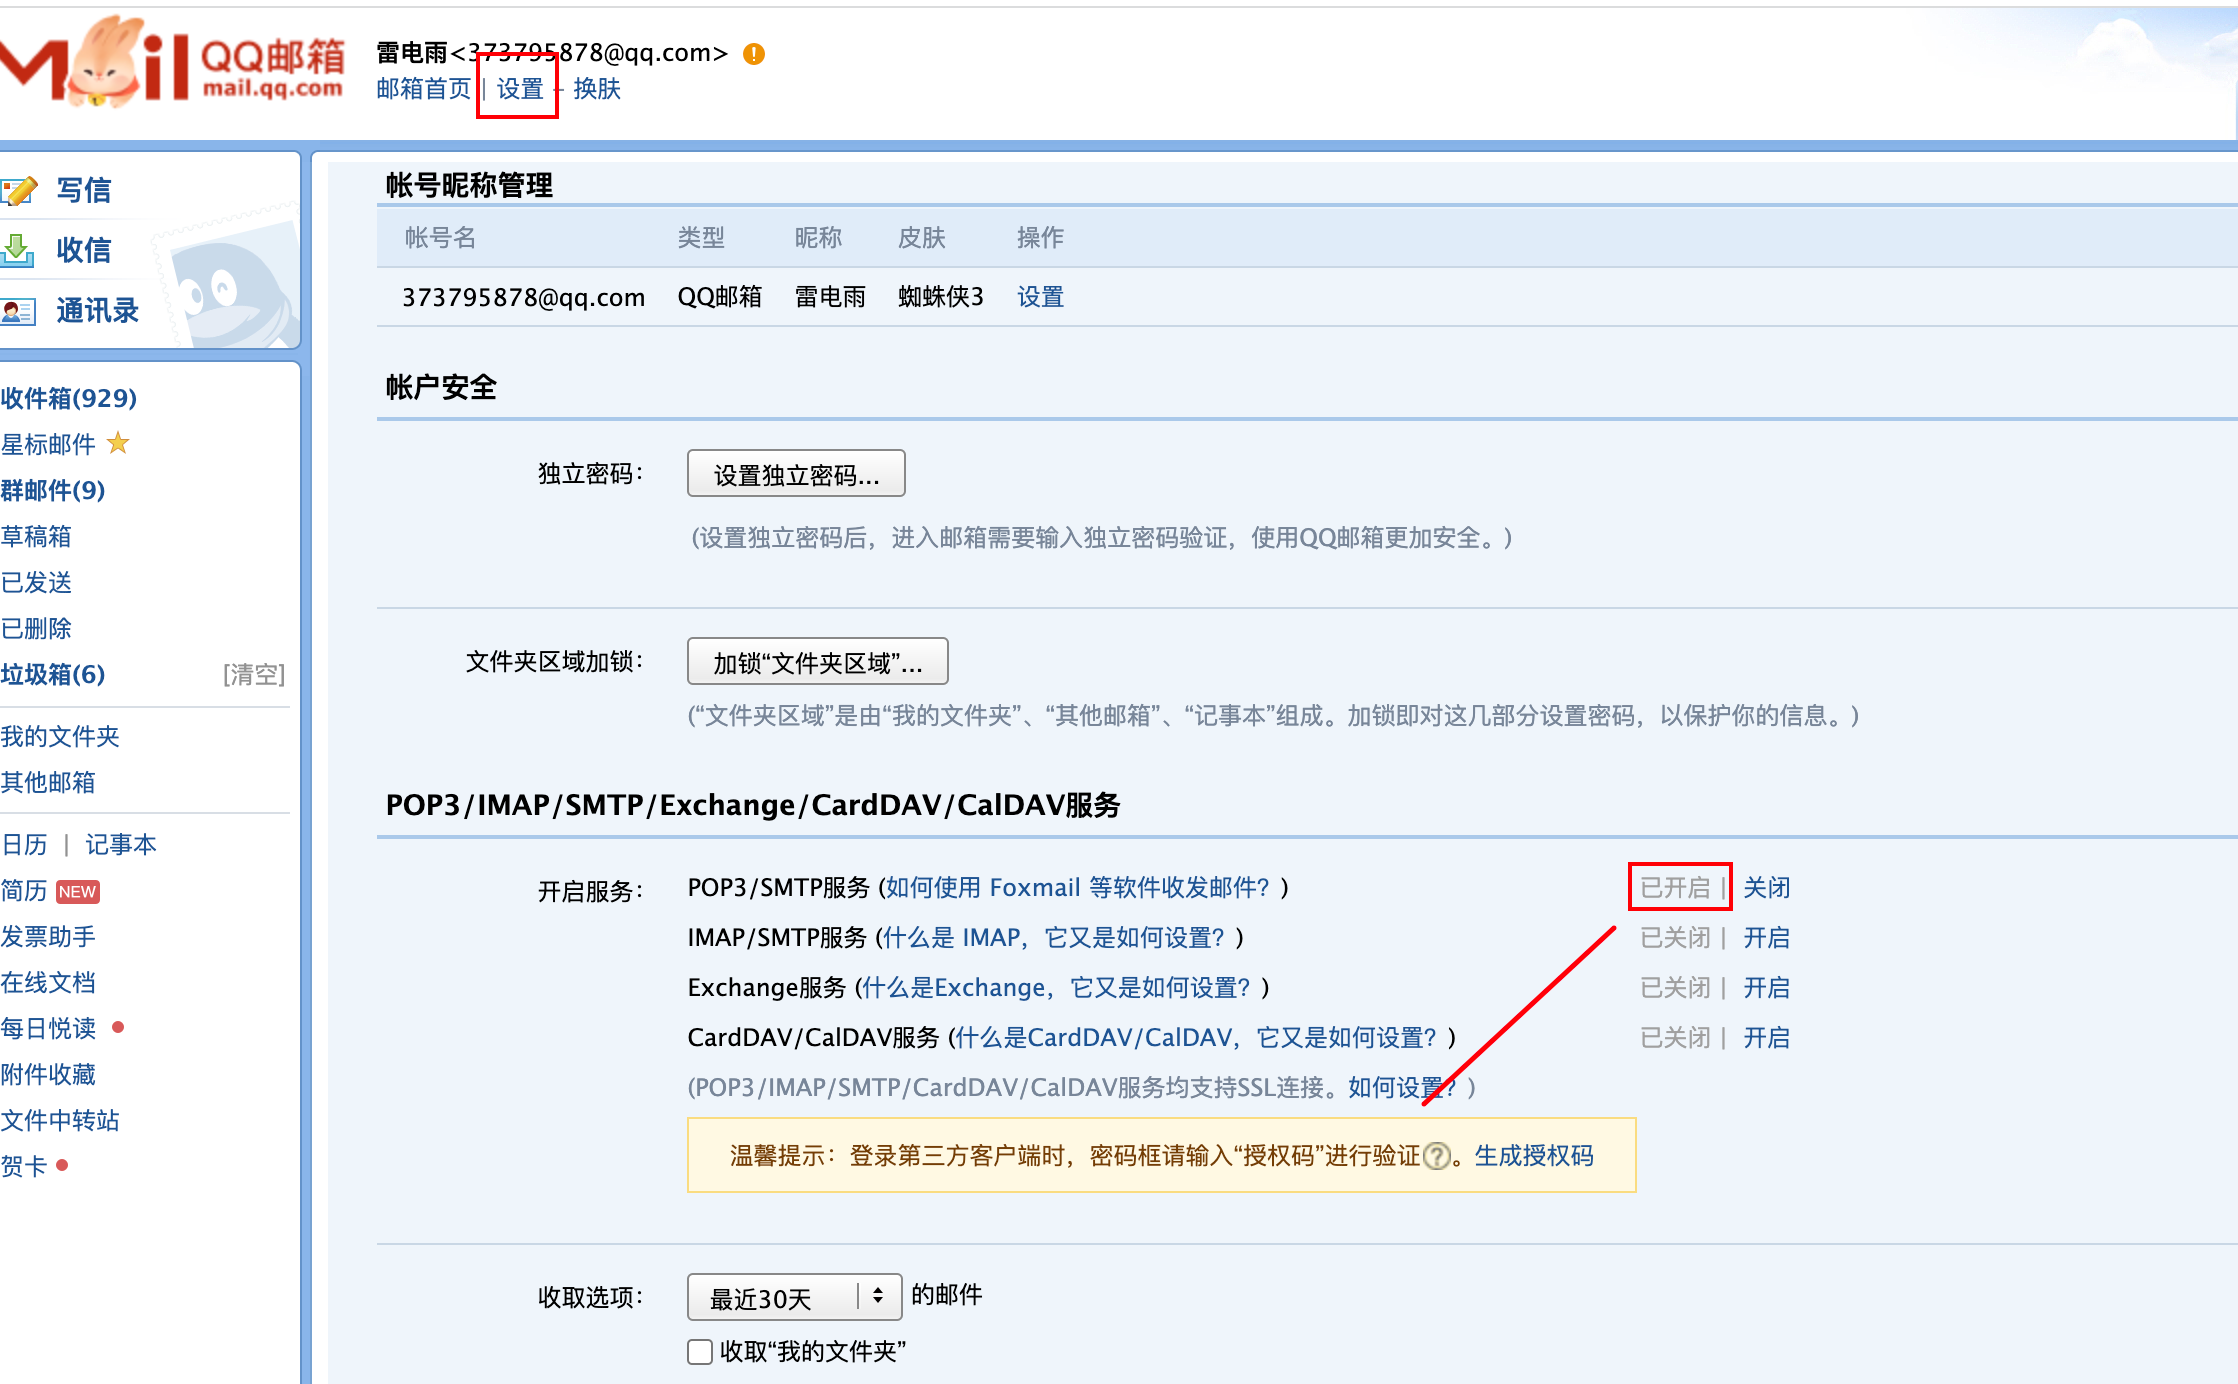 Mail QQ邮箱
mail.qq.com
雷电雨<373795878@qq.com>
邮箱首页 | 设置 - 换肤
写信
收信
通讯录
收件箱(929)
星标邮件
群邮件(9)
草稿箱
已发送
已删除
垃圾箱(6) [清空]
我的文件夹
其他邮箱
日历 | 记事本
简历 NEW
发票助手
在线文档
每日悦读
附件收藏
文件中转站
贺卡
帐号昵称管理
帐号名 类型 昵称 皮肤 操作
373795878@qq.com QQ邮箱 雷电雨 蜘蛛侠3 设置
帐户安全
独立密码： 设置独立密码...
(设置独立密码后，进入邮箱需要输入独立密码验证，使用QQ邮箱更加安全。)
文件夹区域加锁： 加锁“文件夹区域”...
(“文件夹区域”是由“我的文件夹”、“其他邮箱”、“记事本”组成。加锁即对这几部分设置密码，以保护你的信息。)
POP3/IMAP/SMTP/Exchange/CardDAV/CalDAV服务
开启服务： POP3/SMTP服务 (如何使用 Foxmail 等软件收发邮件？) 已开启 | 关闭
IMAP/SMTP服务 (什么是 IMAP，它又是如何设置？) 已关闭 | 开启
Exchange服务 (什么是Exchange，它又是如何设置？) 已关闭 | 开启
CardDAV/CalDAV服务 (什么是CardDAV/CalDAV，它又是如何设置？) 已关闭 | 开启
(POP3/IMAP/SMTP/CardDAV/CalDAV服务均支持SSL连接。如何设置？)
温馨提示：登录第三方客户端时，密码框请输入“授权码”进行验证?。生成授权码
收取选项： 最近30天 的邮件
收取“我的文件夹”